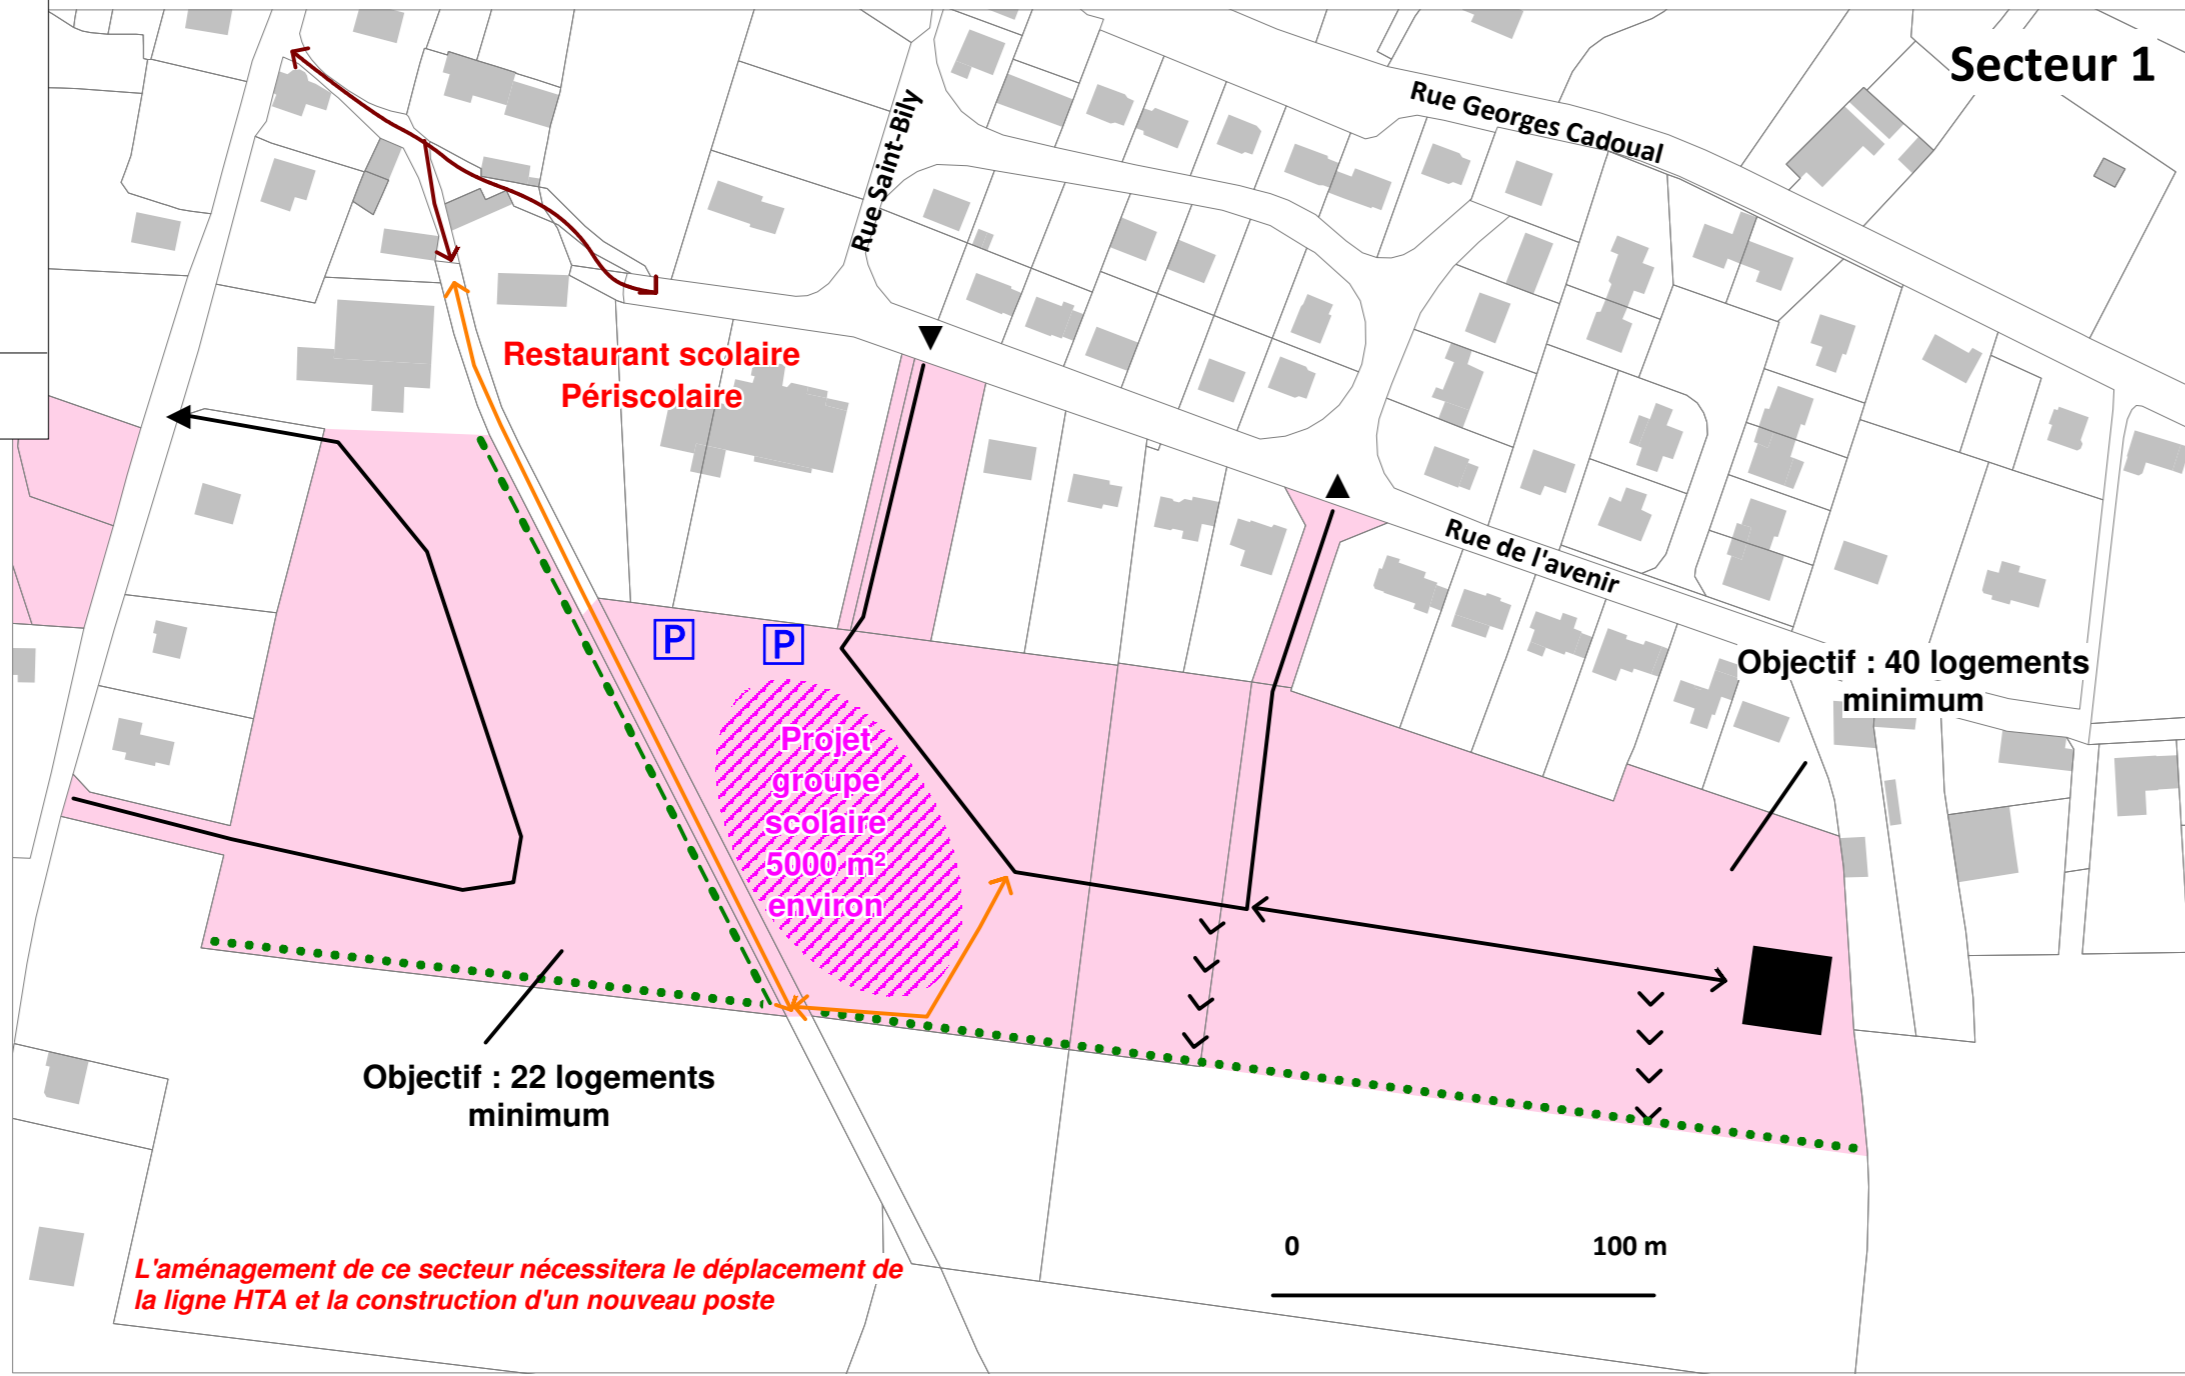 Secteur 1
Rue Georges Cadoual
Rue Saint-Bily
Restaurant scolaire
Périscolaire
Rue de l'avenir
P
P
Objectif : 40 logements
minimum
Projet
groupe
scolaire
5000 m²
environ
Objectif : 22 logements
minimum
0
100 m
L'aménagement de ce secteur nécessitera le déplacement de
la ligne HTA et la construction d'un nouveau poste